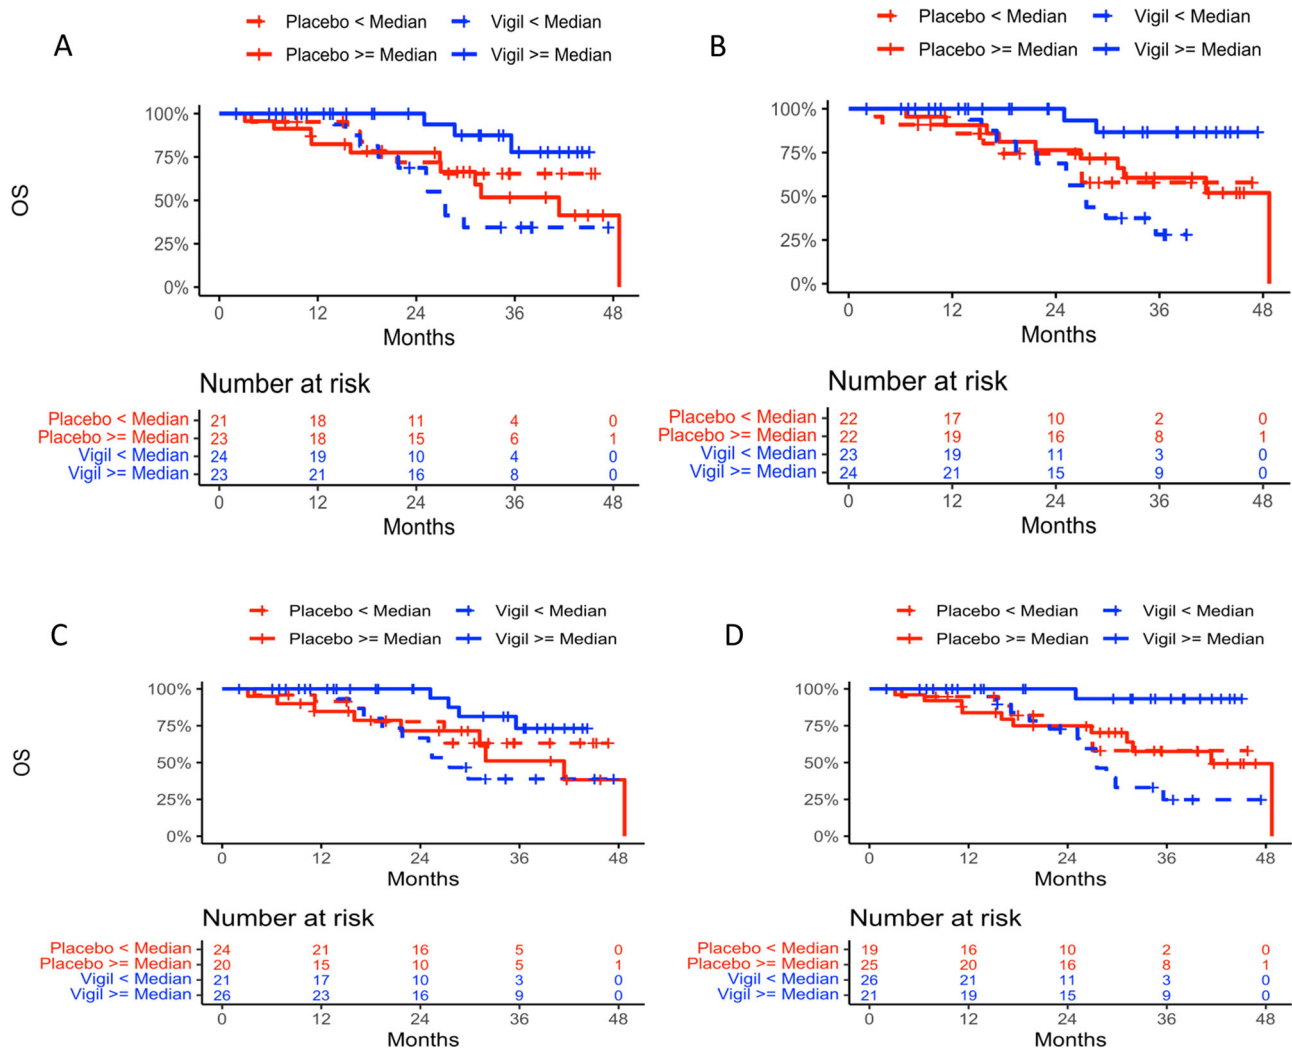 A
Placebo < Median Vigil < Median
Placebo >= Median Vigil >= Median
OS
100%
75%
50%
25%
0%
0 12 24 36 48
Months
Number at risk
Placebo < Median 21 18 11 4 0
Placebo >= Median 23 18 15 6 1
Vigil < Median 24 19 10 4 0
Vigil >= Median 23 21 16 8 0
0 12 24 36 48
Months
B
Placebo < Median Vigil < Median
Placebo >= Median Vigil >= Median
100%
75%
50%
25%
0%
0 12 24 36 48
Months
Number at risk
Placebo < Median 22 17 10 2 0
Placebo >= Median 22 19 16 8 1
Vigil < Median 23 19 11 3 0
Vigil >= Median 24 21 15 9 0
0 12 24 36 48
Months
C
Placebo < Median Vigil < Median
Placebo >= Median Vigil >= Median
OS
100%
75%
50%
25%
0%
0 12 24 36 48
Months
Number at risk
Placebo < Median 24 21 16 5 0
Placebo >= Median 20 15 10 5 1
Vigil < Median 21 17 10 3 0
Vigil >= Median 26 23 16 9 0
0 12 24 36 48
Months
D
Placebo < Median Vigil < Median
Placebo >= Median Vigil >= Median
100%
75%
50%
25%
0%
0 12 24 36 48
Months
Number at risk
Placebo < Median 19 16 10 2 0
Placebo >= Median 25 20 16 8 1
Vigil < Median 26 21 11 3 0
Vigil >= Median 21 19 15 9 0
0 12 24 36 48
Months